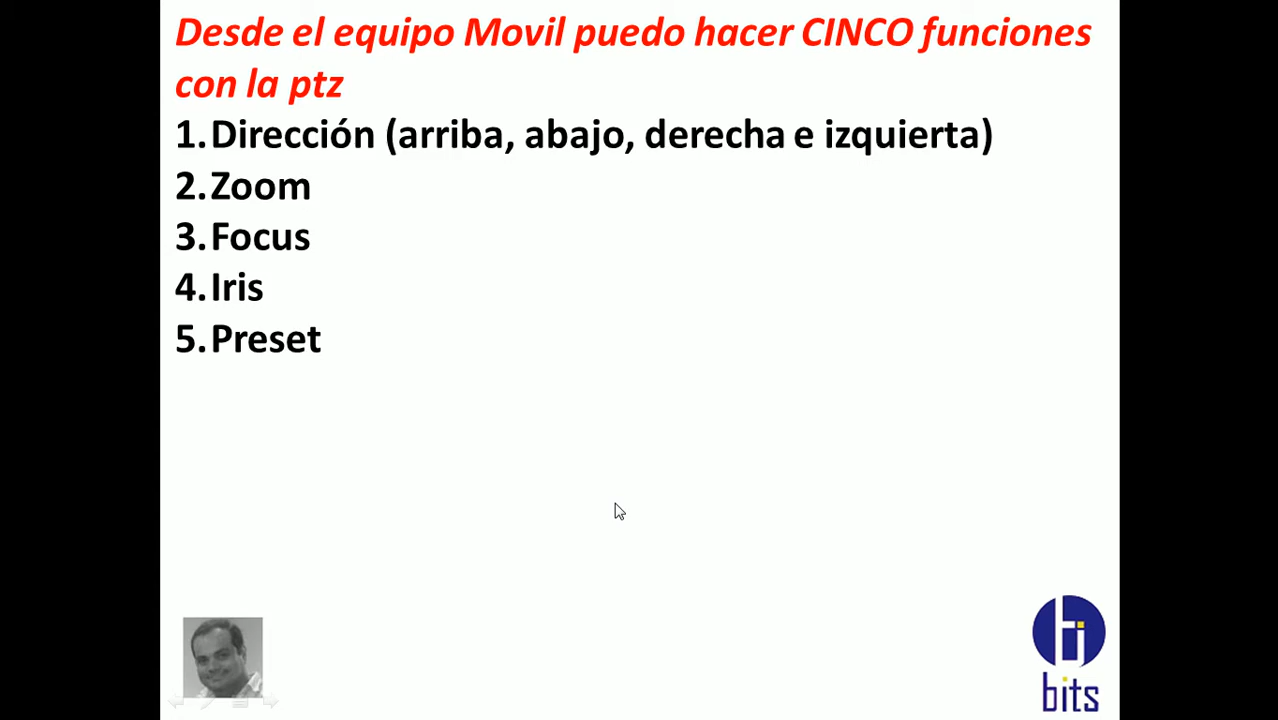 Desde el equipo Movil puedo hacer CINCO funciones
con la ptz
1.Dirección (arriba, abajo, derecha e izquierta)
2.Zoom
3.Focus
4.Iris
5.Preset
bits